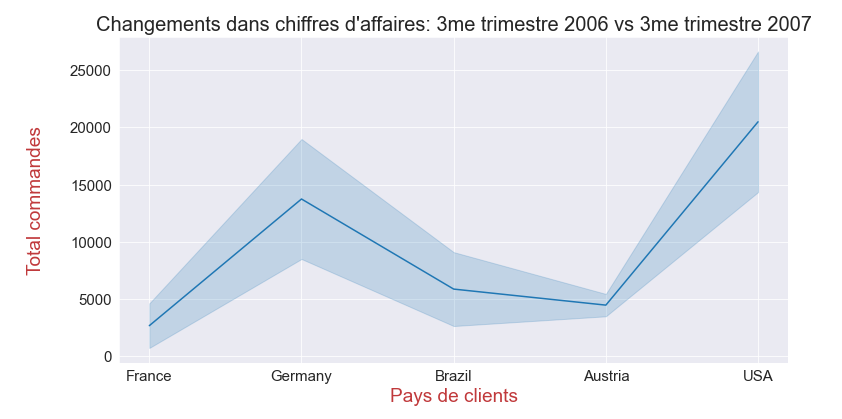 Changements dans chiffres d'affaires: 3me trimestre 2006 vs 3me trimestre 2007
Total commandes
25000
20000
15000
10000
5000
0
France Germany Brazil Austria USA
Pays de clients